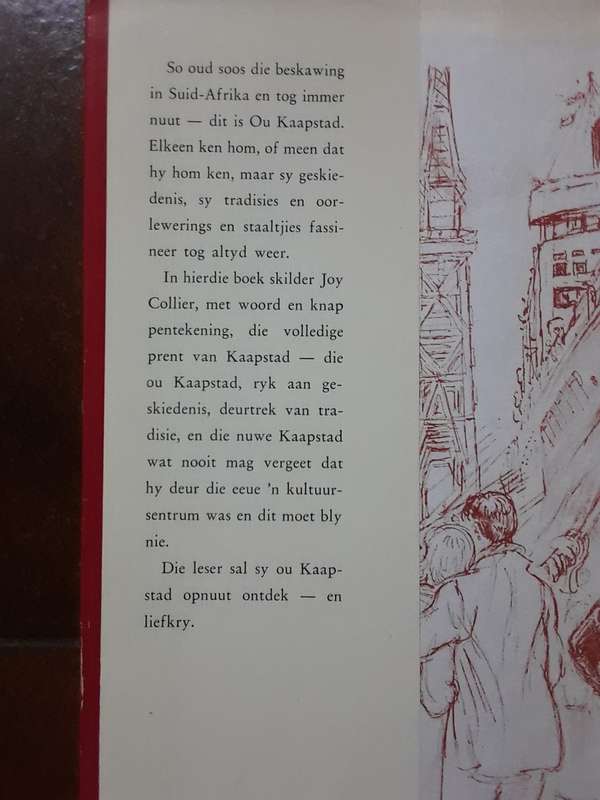 So oud soos die beskawing
in Suid-Afrika en tog immer
nuut — dit is Ou Kaapstad.
Elkeen ken hom, of meen dat
hy hom ken, maar sy geskie-
denis, sy tradisies en oor-
lewerings en staaltjies fassi-
neer tog altyd weer.
In hierdie boek skilder Joy
Collier, met woord en knap
pentekening, die volledige
prent van Kaapstad — die
ou Kaapstad, ryk aan ge-
skiedenis, deurtrek van tra-
disie, en die nuwe Kaapstad
wat nooit mag vergeet dat
hy deur die eeue 'n kultuur-
sentrum was en dit moet bly
nie.
Die leser sal sy ou Kaap-
stad opnuut ontdek — en
liefkry.